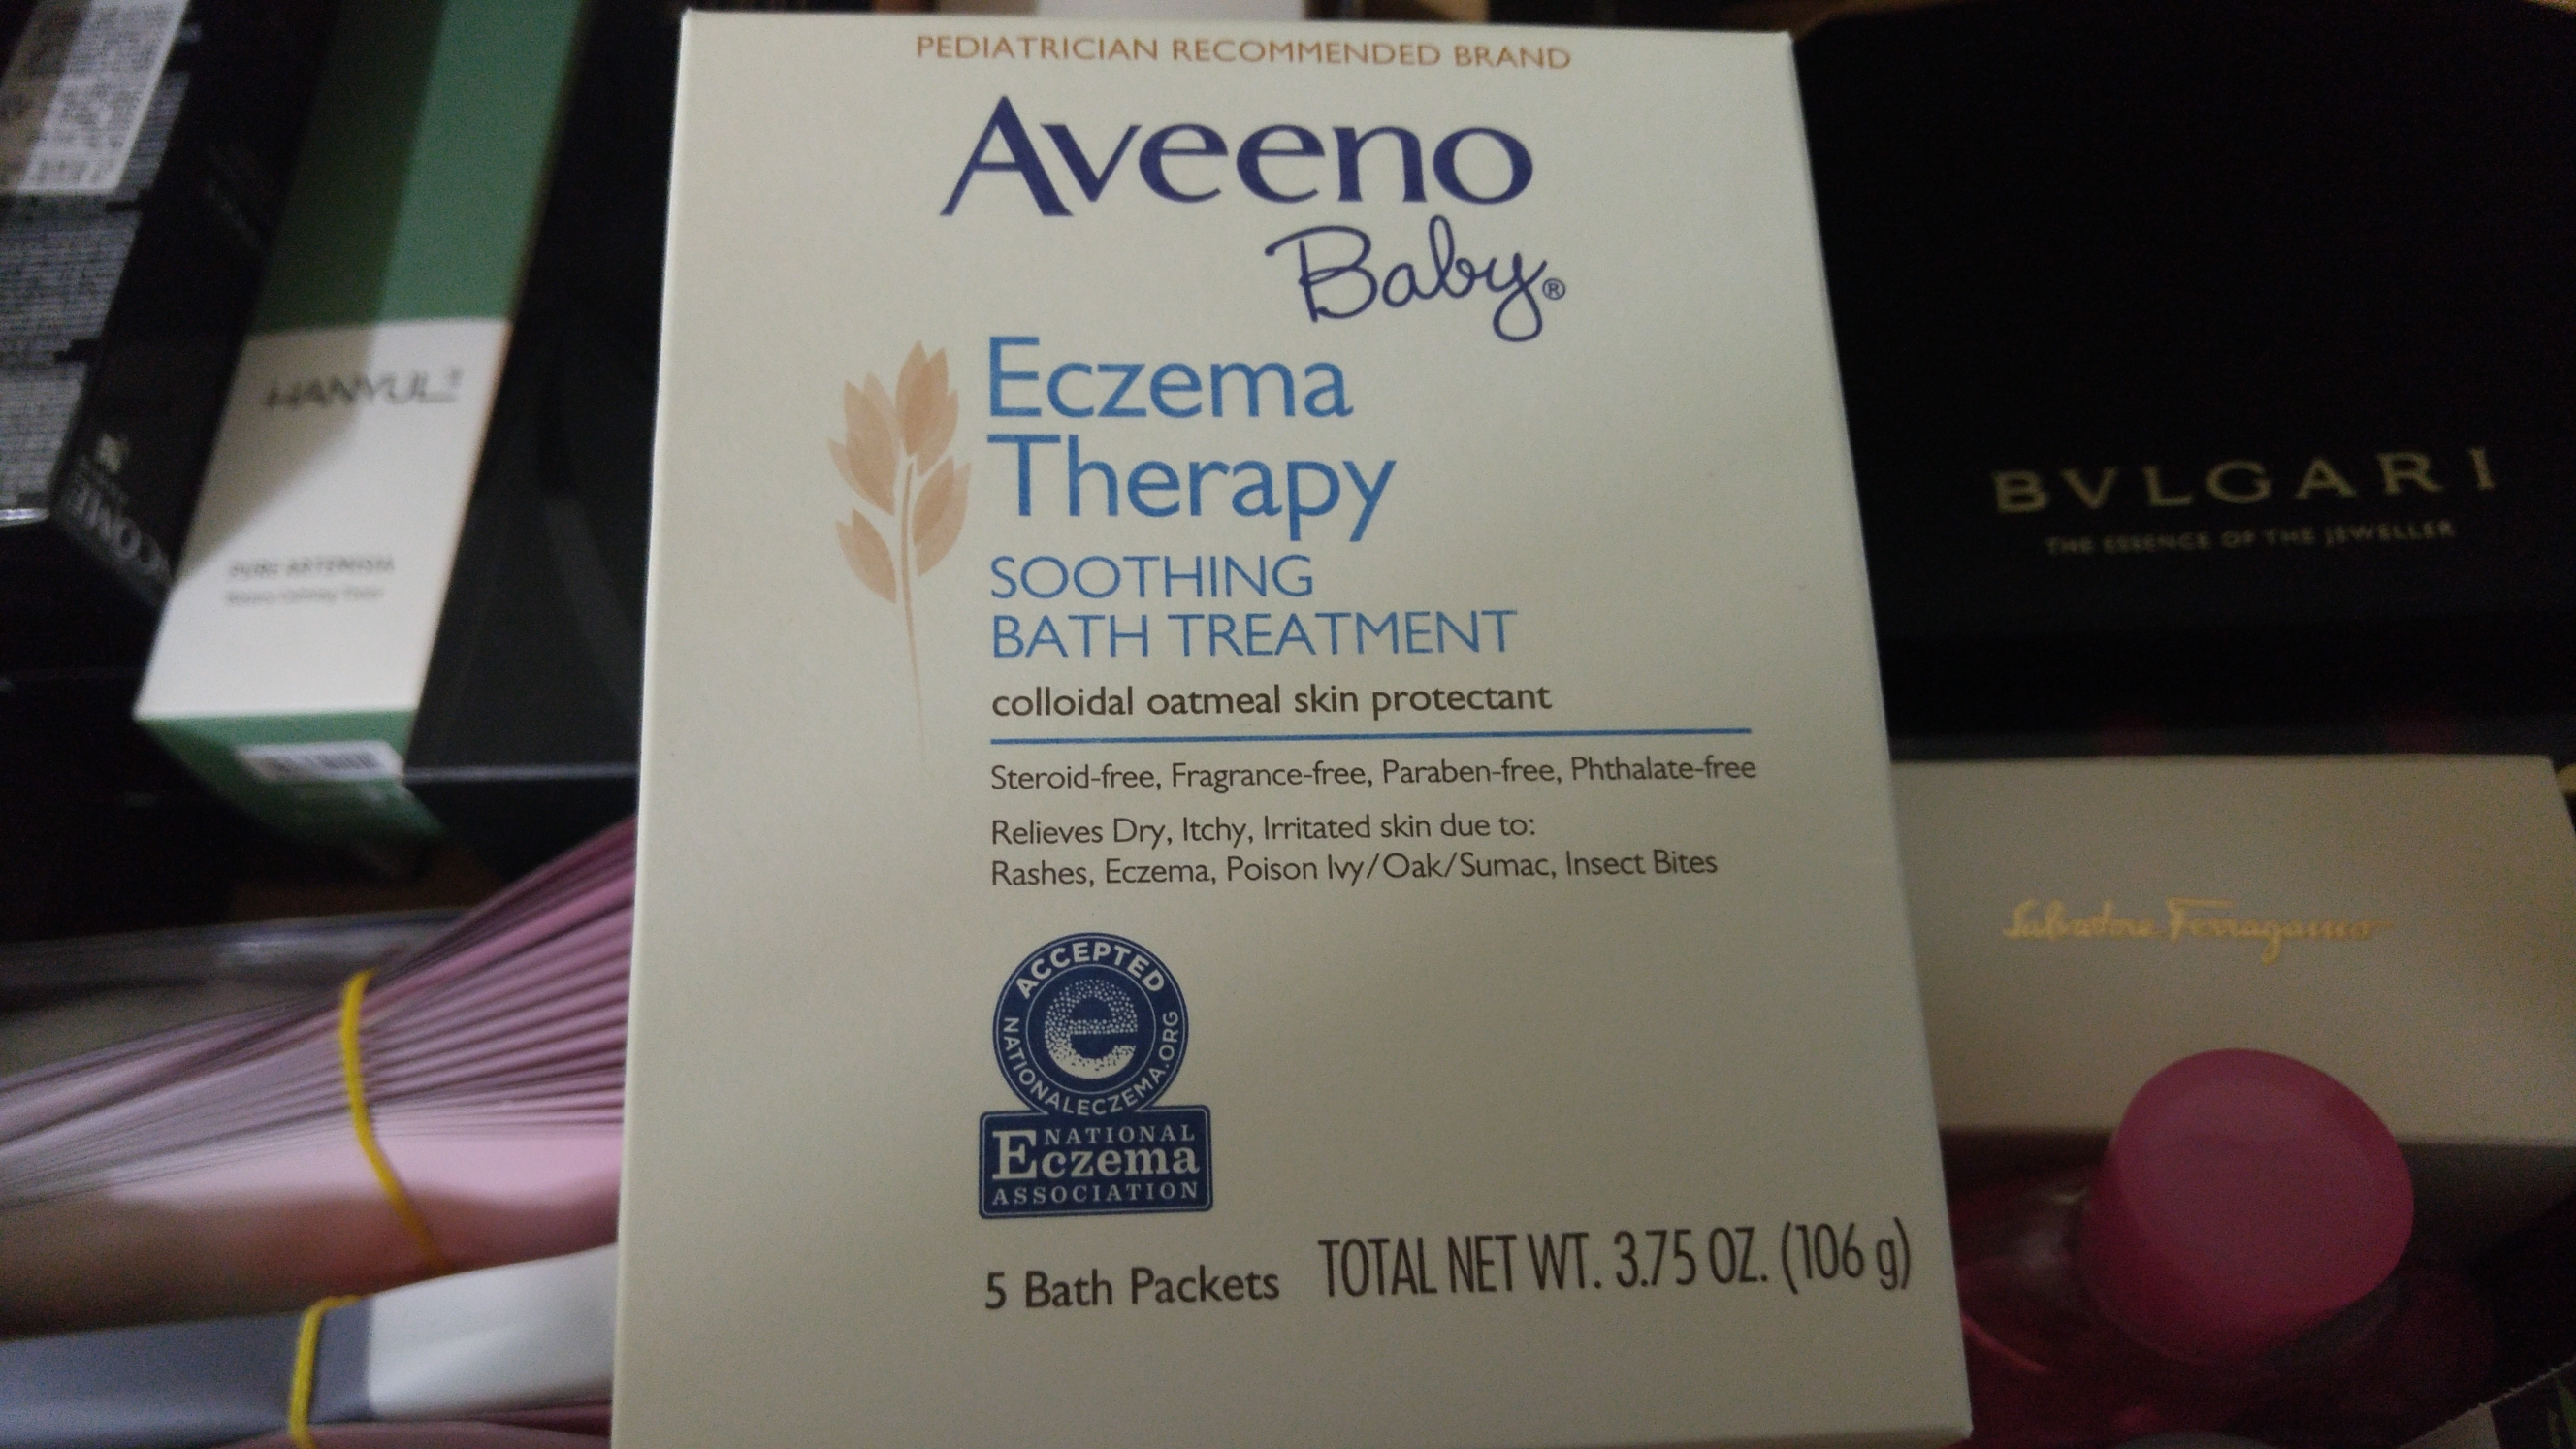 PEDIATRICIAN RECOMMENDED BRAND
Aveeno
Baby®
Eczema
Therapy
SOOTHING
BATH TREATMENT
colloidal oatmeal skin protectant
Steroid-free, Fragrance-free, Paraben-free, Phthalate-free
Relieves Dry, Itchy, Irritated skin due to:
Rashes, Eczema, Poison Ivy/Oak/Sumac, Insect Bites
ACCEPTED
e
NATIONALECZEMA.ORG
NATIONAL
Eczema
ASSOCIATION
5 Bath Packets TOTAL NET WT. 3.75 OZ. (106 g)
HANYUL
PURE ARTEMISIA
BVLGARI
THE ESSENCE OF THE JEWELLER
Salvatore Ferragamo